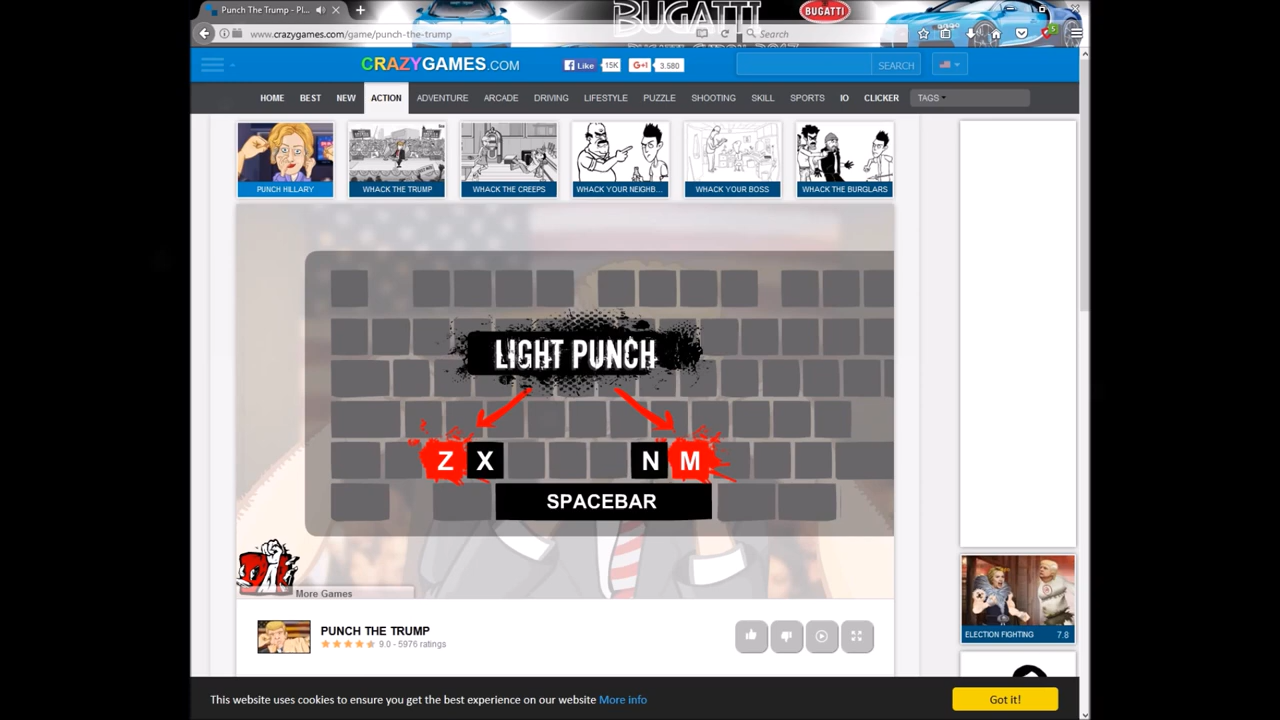 BUGATTI
BUGATTI
Punch The Trump - Pl...
www.crazygames.com/game/punch-the-trump
Search
CRAZYGAMES.COM
Like 15K
G+1 3.580
SEARCH
HOME BEST NEW ACTION ADVENTURE ARCADE DRIVING LIFESTYLE PUZZLE SHOOTING SKILL SPORTS IO CLICKER TAGS
PUNCH HILLARY
WHACK THE TRUMP
WHACK THE CREEPS
WHACK YOUR NEIGHB...
WHACK YOUR BOSS
WHACK THE BURGLARS
LIGHT PUNCH
Z X N M
SPACEBAR
More Games
PUNCH THE TRUMP
9.0 - 5976 ratings
ELECTION FIGHTING 7.8
This website uses cookies to ensure you get the best experience on our website More info
Got it!